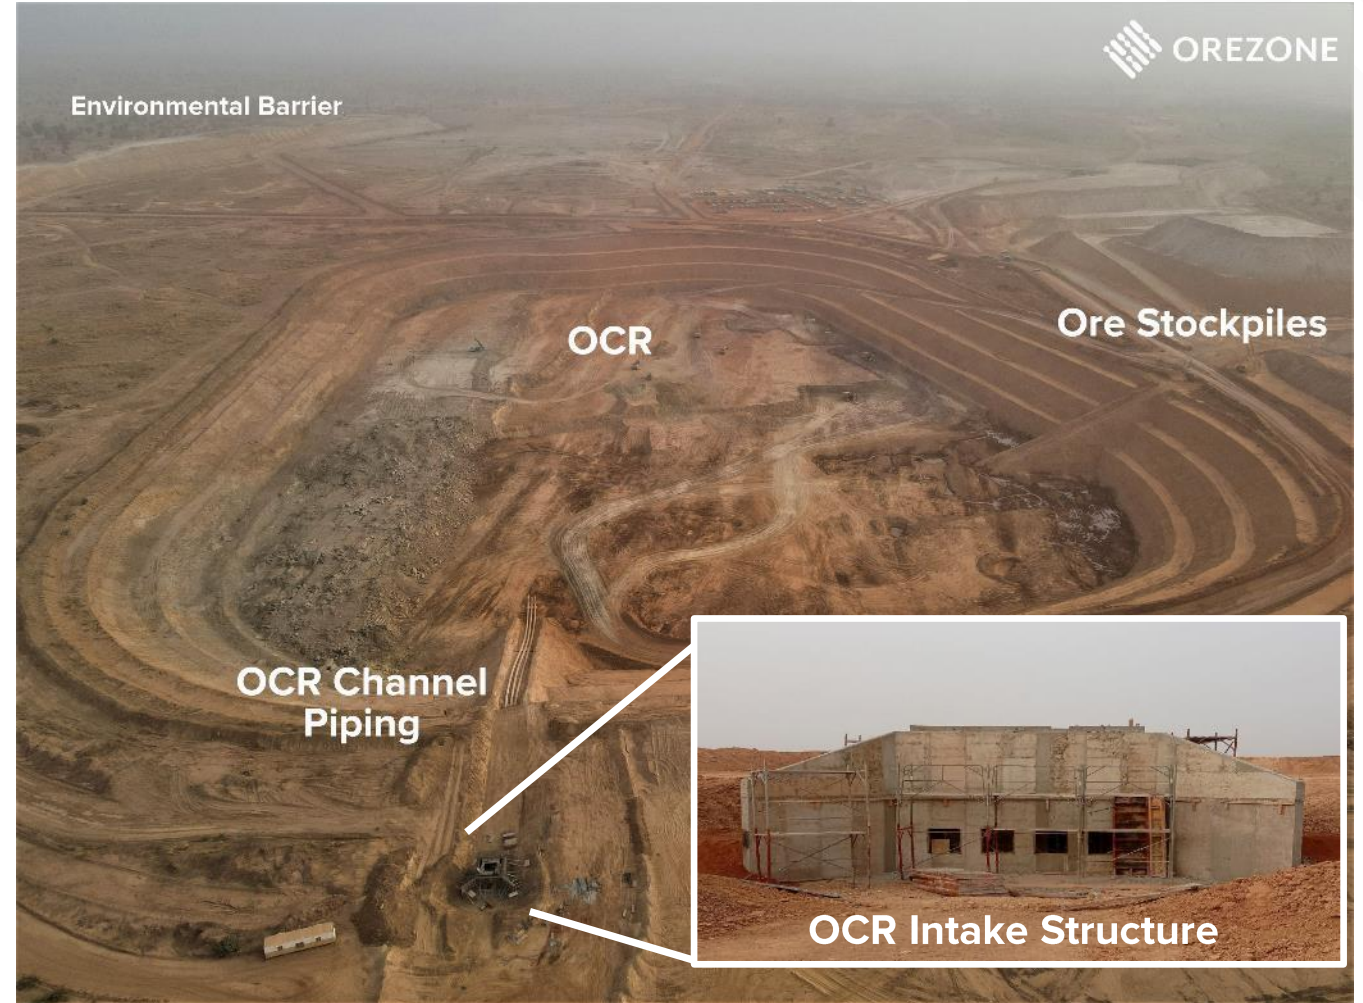 OREZONE
Environmental Barrier
Ore Stockpiles
OCR
OCR Channel
Piping
OCR Intake Structure